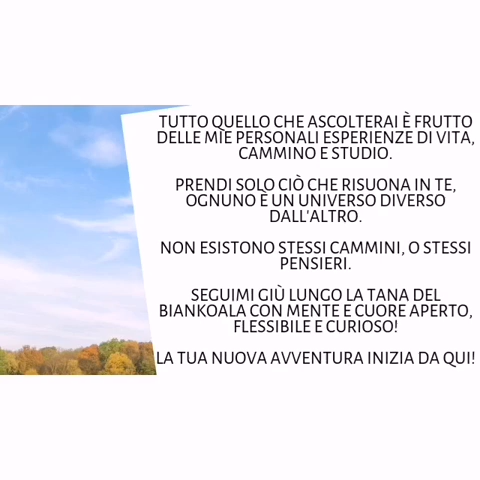 TUTTO QUELLO CHE ASCOLTERAI È FRUTTO
DELLE MIE PERSONALI ESPERIENZE DI VITA,
CAMMINO E STUDIO.
PRENDI SOLO CIÒ CHE RISUONA IN TE,
OGNUNO È UN UNIVERSO DIVERSO
DALL'ALTRO.
NON ESISTONO STESSI CAMMINI, O STESSI
PENSIERI.
SEGUIMI GIÙ LUNGO LA TANA DEL
BIANKOALA CON MENTE E CUORE APERTO,
FLESSIBILE E CURIOSO!
LA TUA NUOVA AVVENTURA INIZIA DA QUI!